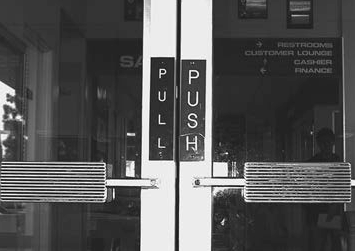 PULL
PUSH
→ RESTROOMS
CUSTOMER LOUNGE
↑ CASHIER
← FINANCE